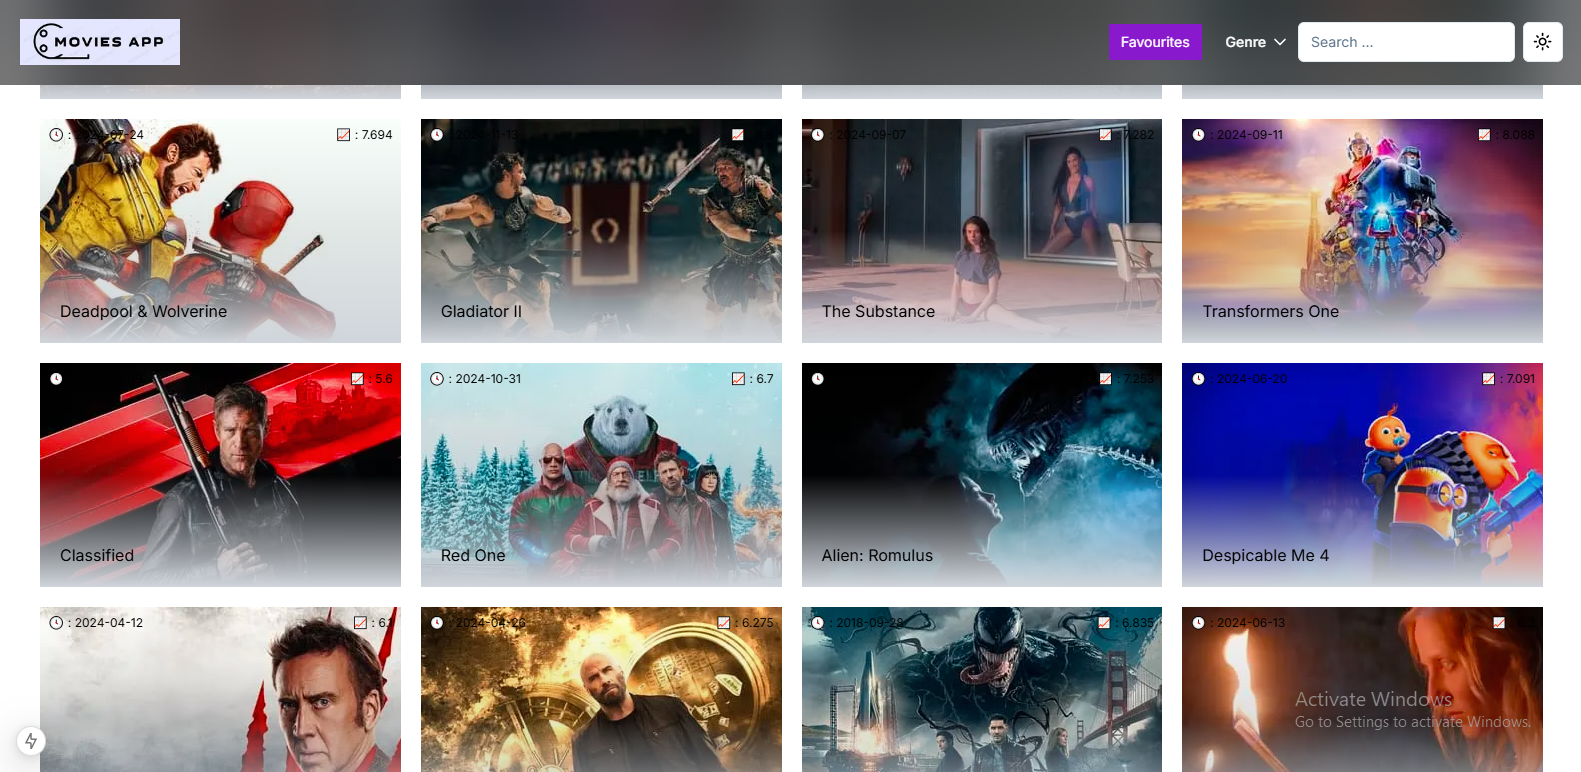 MOVIES APP
Favourites
Genre
Search ...
: 2024-07-24
: 7.694
: 2024-11-13
: 2024-09-07
: 7.282
: 2024-09-11
: 8.088
Deadpool & Wolverine
Gladiator II
The Substance
Transformers One
: 5.6
: 2024-10-31
: 6.7
: 7.253
: 2024-06-20
: 7.091
Classified
Red One
Alien: Romulus
Despicable Me 4
: 2024-04-12
: 2024-04-26
: 6.275
: 2018-09-28
: 6.835
: 2024-06-13
Activate Windows
Go to Settings to activate Windows.